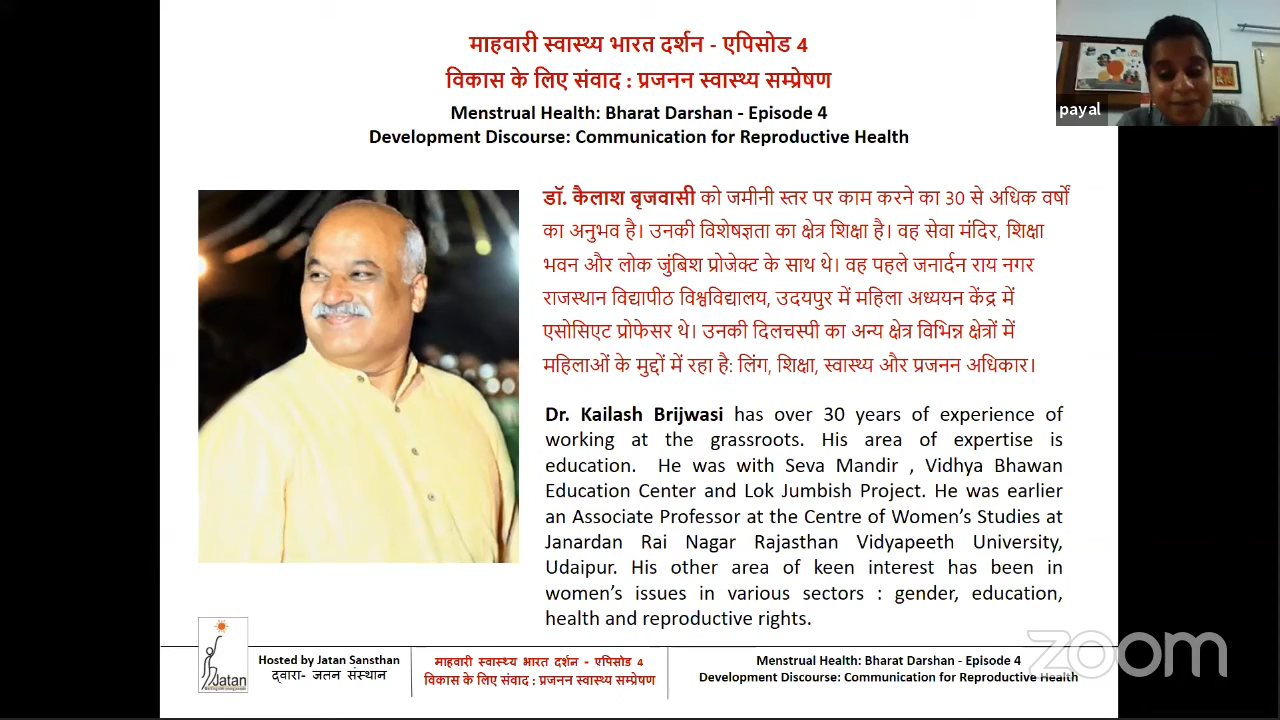 माहवारी स्वास्थ्य भारत दर्शन - एपिसोड 4
विकास के लिए संवाद : प्रजनन स्वास्थ्य सम्प्रेषण
Menstrual Health: Bharat Darshan - Episode 4
Development Discourse: Communication for Reproductive Health
payal
डॉ. कैलाश बृजवासी को जमीनी स्तर पर काम करने का 30 से अधिक वर्षों
का अनुभव है। उनकी विशेषज्ञता का क्षेत्र शिक्षा है। वह सेवा मंदिर, शिक्षा
भवन और लोक जुंबिश प्रोजेक्ट के साथ थे। वह पहले जनार्दन राय नगर
राजस्थान विद्यापीठ विश्वविद्यालय, उदयपुर में महिला अध्ययन केंद्र में
एसोसिएट प्रोफेसर थे। उनकी दिलचस्पी का अन्य क्षेत्र विभिन्न क्षेत्रों में
महिलाओं के मुद्दों में रहा है: लिंग, शिक्षा, स्वास्थ्य और प्रजनन अधिकार।
Dr. Kailash Brijwasi has over 30 years of experience of
working at the grassroots. His area of expertise is
education. He was with Seva Mandir , Vidhya Bhawan
Education Center and Lok Jumbish Project. He was earlier
an Associate Professor at the Centre of Women's Studies at
Janardan Rai Nagar Rajasthan Vidyapeeth University,
Udaipur. His other area of keen interest has been in
women's issues in various sectors : gender, education,
health and reproductive rights.
Jatan
Hosted by Jatan Sansthan
द्वारा- जतन संस्थान
माहवारी स्वास्थ्य भारत दर्शन - एपिसोड 4
विकास के लिए संवाद : प्रजनन स्वास्थ्य सम्प्रेषण
Menstrual Health: Bharat Darshan - Episode 4
Development Discourse: Communication for Reproductive Health
zoom